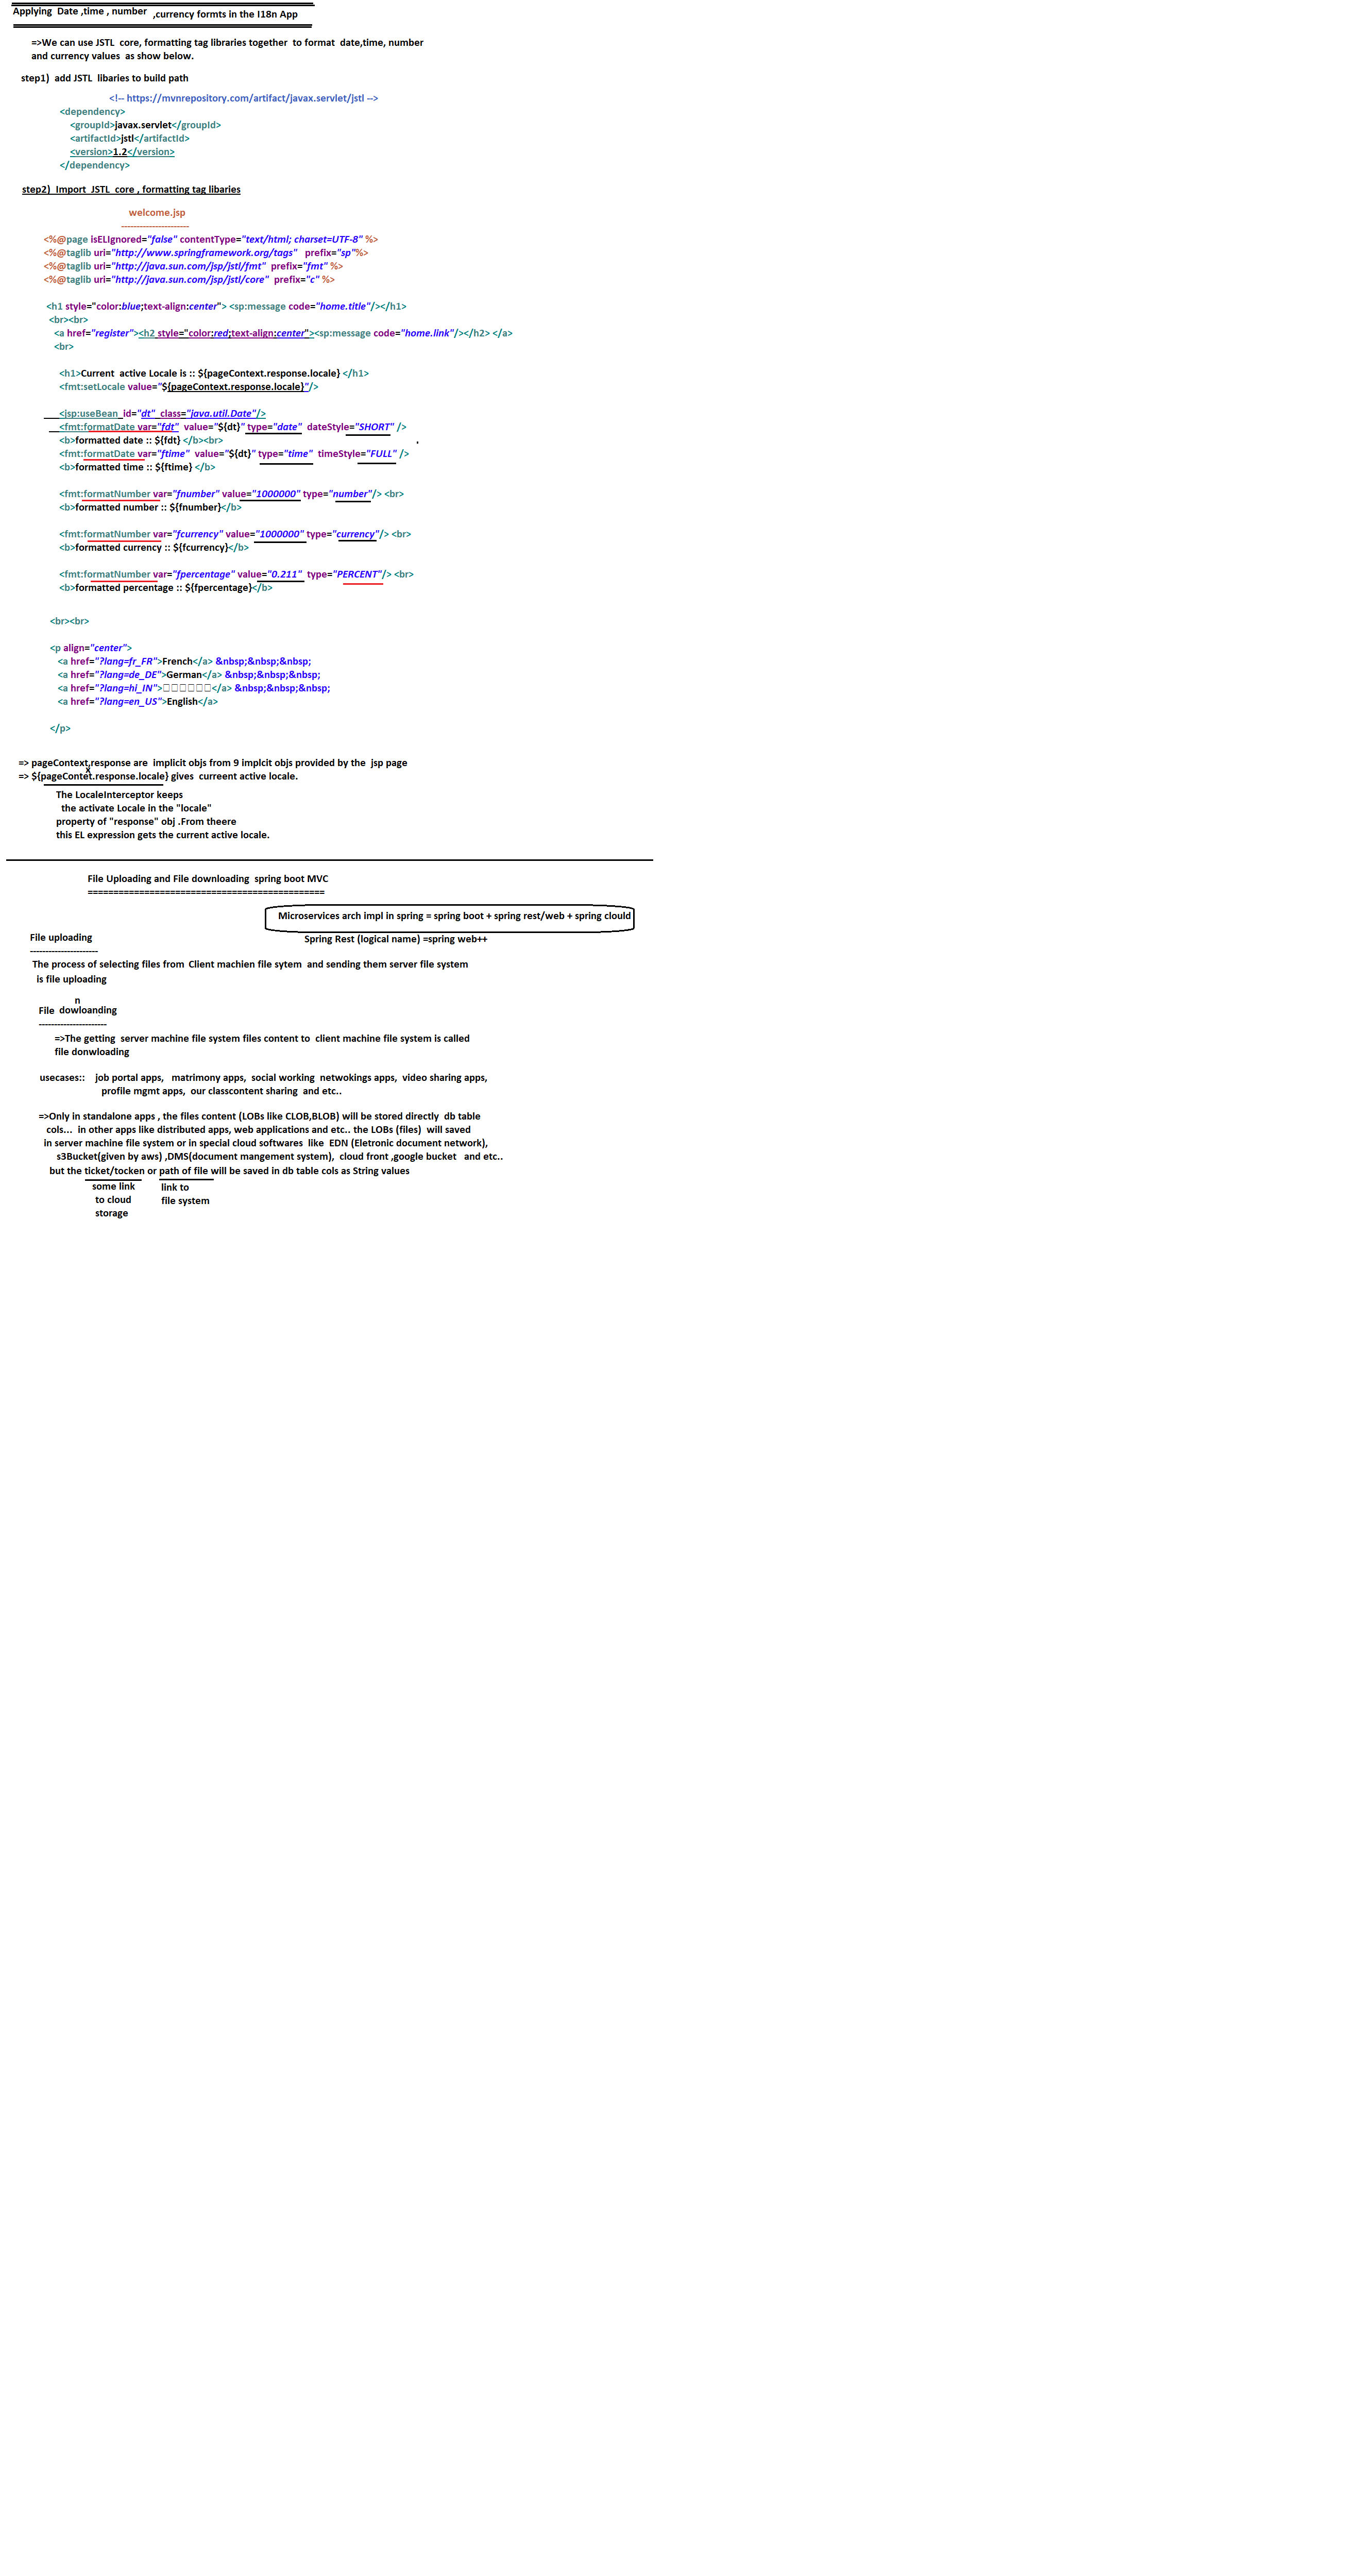 Applying  Date ,time , number  ,currency formts in the I18n App
=>We can use JSTL  core, formatting tag libraries together  to format  date,time, number
and currency values  as show below.
step1)  add JSTL  libaries to build path
<!-- https://mvnrepository.com/artifact/javax.servlet/jstl -->
<dependency>
<groupId>javax.servlet</groupId>
<artifactId>jstl</artifactId>
<version>1.2</version>
</dependency>
step2)  Import  JSTL  core , formatting tag libaries
welcome.jsp
----------------------
<%@page isELIgnored="false" contentType="text/html; charset=UTF-8" %>
<%@taglib uri="http://www.springframework.org/tags"   prefix="sp"%>
<%@taglib uri="http://java.sun.com/jsp/jstl/fmt"  prefix="fmt" %>
<%@taglib uri="http://java.sun.com/jsp/jstl/core"  prefix="c" %>
<h1 style="color:blue;text-align:center"> <sp:message code="home.title"/></h1>
<br><br>
<a href="register"><h2 style="color:red;text-align:center"><sp:message code="home.link"/></h2> </a>
<br>
<h1>Current  active Locale is :: ${pageContext.response.locale} </h1>
<fmt:setLocale value="${pageContext.response.locale}"/>
<jsp:useBean  id="dt"  class="java.util.Date"/>
<fmt:formatDate var="fdt"  value="${dt}" type="date"  dateStyle="SHORT" />
<b>formatted date :: ${fdt} </b><br>
<fmt:formatDate var="ftime"  value="${dt}" type="time"  timeStyle="FULL" />
<b>formatted time :: ${ftime} </b>
<fmt:formatNumber var="fnumber" value="1000000" type="number"/> <br>
<b>formatted number :: ${fnumber}</b>
<fmt:formatNumber var="fcurrency" value="1000000" type="currency"/> <br>
<b>formatted currency :: ${fcurrency}</b>
<fmt:formatNumber var="fpercentage" value="0.211"  type="PERCENT"/> <br>
<b>formatted percentage :: ${fpercentage}</b>
<br><br>
<p align="center">
<a href="?lang=fr_FR">French</a> &nbsp;&nbsp;&nbsp;
<a href="?lang=de_DE">German</a> &nbsp;&nbsp;&nbsp;
<a href="?lang=hi_IN">□□□□□□</a> &nbsp;&nbsp;&nbsp;
<a href="?lang=en_US">English</a>
</p>
=> pageContext,response are  implicit objs from 9 implcit objs provided by the  jsp page
x
=> ${pageContet.response.locale} gives  curreent active locale.
The LocaleInterceptor keeps
the activate Locale in the "locale"
property of "response" obj .From theere
this EL expression gets the current active locale.
File Uploading and File downloading  spring boot MVC
==============================================
Microservices arch impl in spring = spring boot + spring rest/web + spring clould
File uploading
Spring Rest (logical name) =spring web++
----------------------
The process of selecting files from  Client machien file sytem  and sending them server file system
is file uploading
n
File  dowloanding
----------------------
=>The getting  server machine file system files content to  client machine file system is called
file donwloading
usecases::    job portal apps,   matrimony apps,  social working  netwokings apps,  video sharing apps,
profile mgmt apps,  our classcontent sharing  and etc..
=>Only in standalone apps , the files content (LOBs like CLOB,BLOB) will be stored directly  db table
cols...  in other apps like distributed apps, web applications and etc.. the LOBs (files)  will saved
in server machine file system or in special cloud softwares  like  EDN (Eletronic document network),
s3Bucket(given by aws) ,DMS(document mangement system),  cloud front ,google bucket   and etc..
but the ticket/tocken or path of file will be saved in db table cols as String values
some link
to cloud
storage
link to
file system